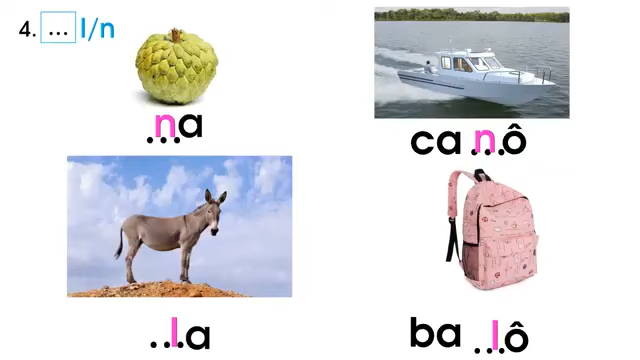 4. ... l/n
na
ca nô
la
ba lô